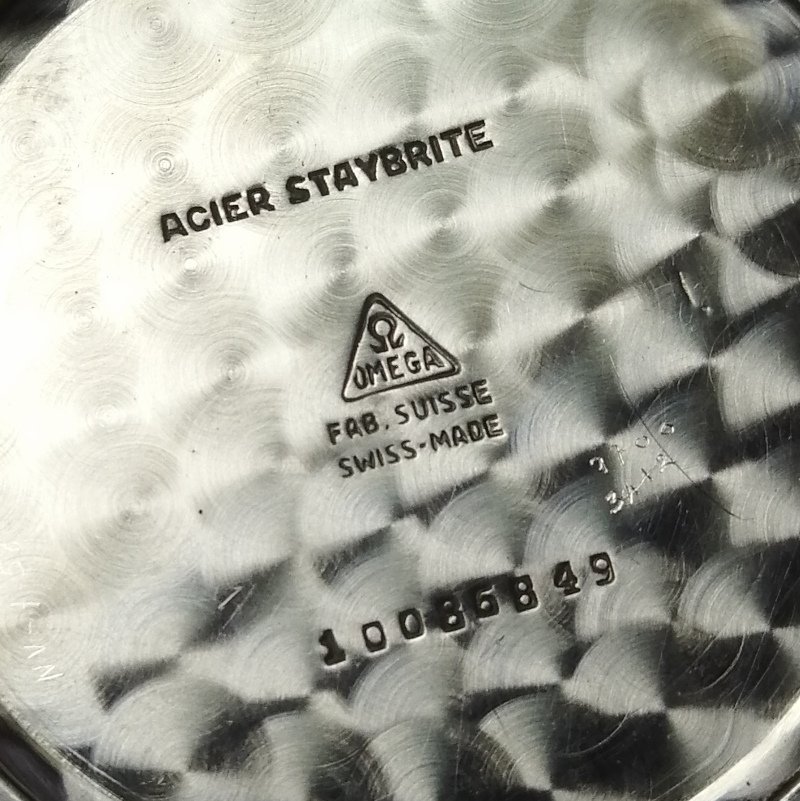 ACIER STAYBRITE
Ω
OMEGA
FAB. SUISSE
SWISS-MADE
10086849